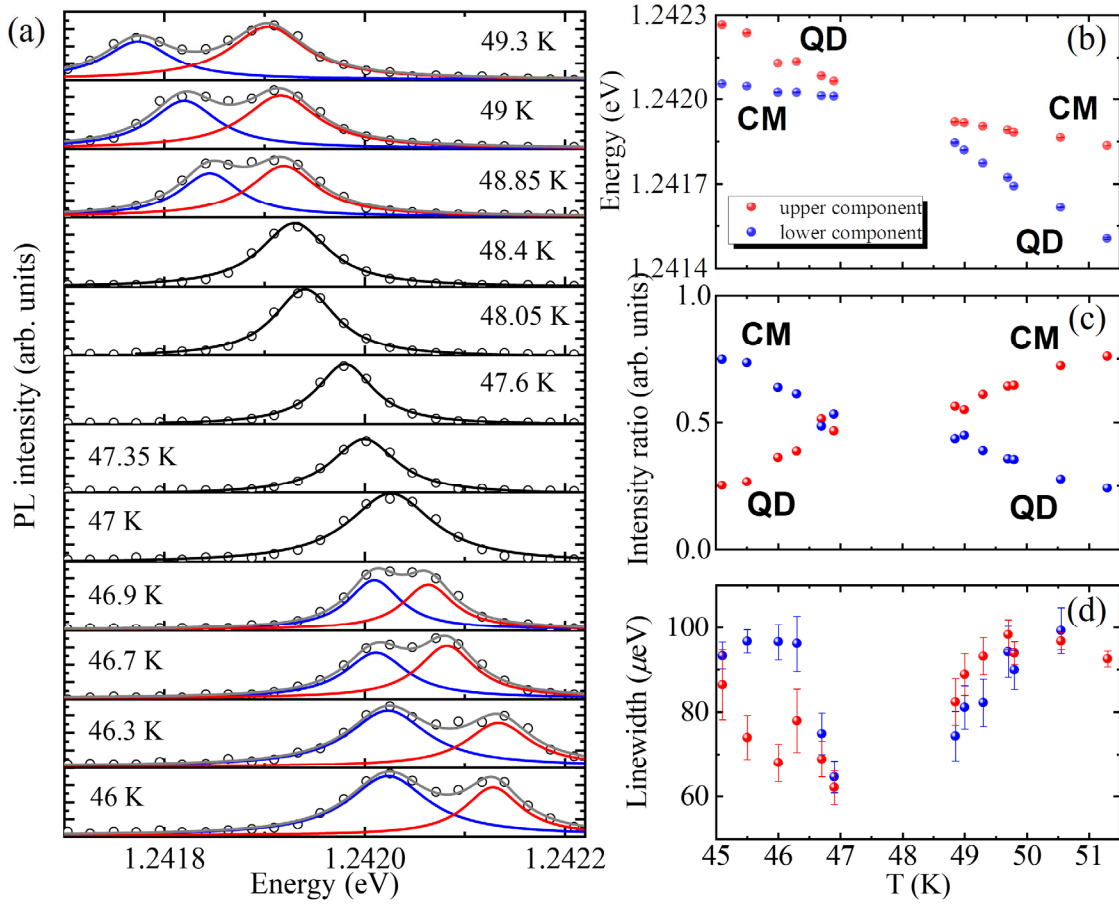 (a)
49.3 K
49 K
48.85 K
48.4 K
48.05 K
47.6 K
47.35 K
47 K
46.9 K
46.7 K
46.3 K
46 K
PL intensity (arb. units)
1.2418
1.2420
1.2422
Energy (eV)
(b)
1.2423
1.2420
1.2417
1.2414
Energy (eV)
QD
CM
CM
QD
upper component
lower component
(c)
1.0
0.5
0.0
Intensity ratio (arb. units)
CM
CM
QD
QD
(d)
100
80
60
Linewidth (μeV)
45 46 47 48 49 50 51
T (K)